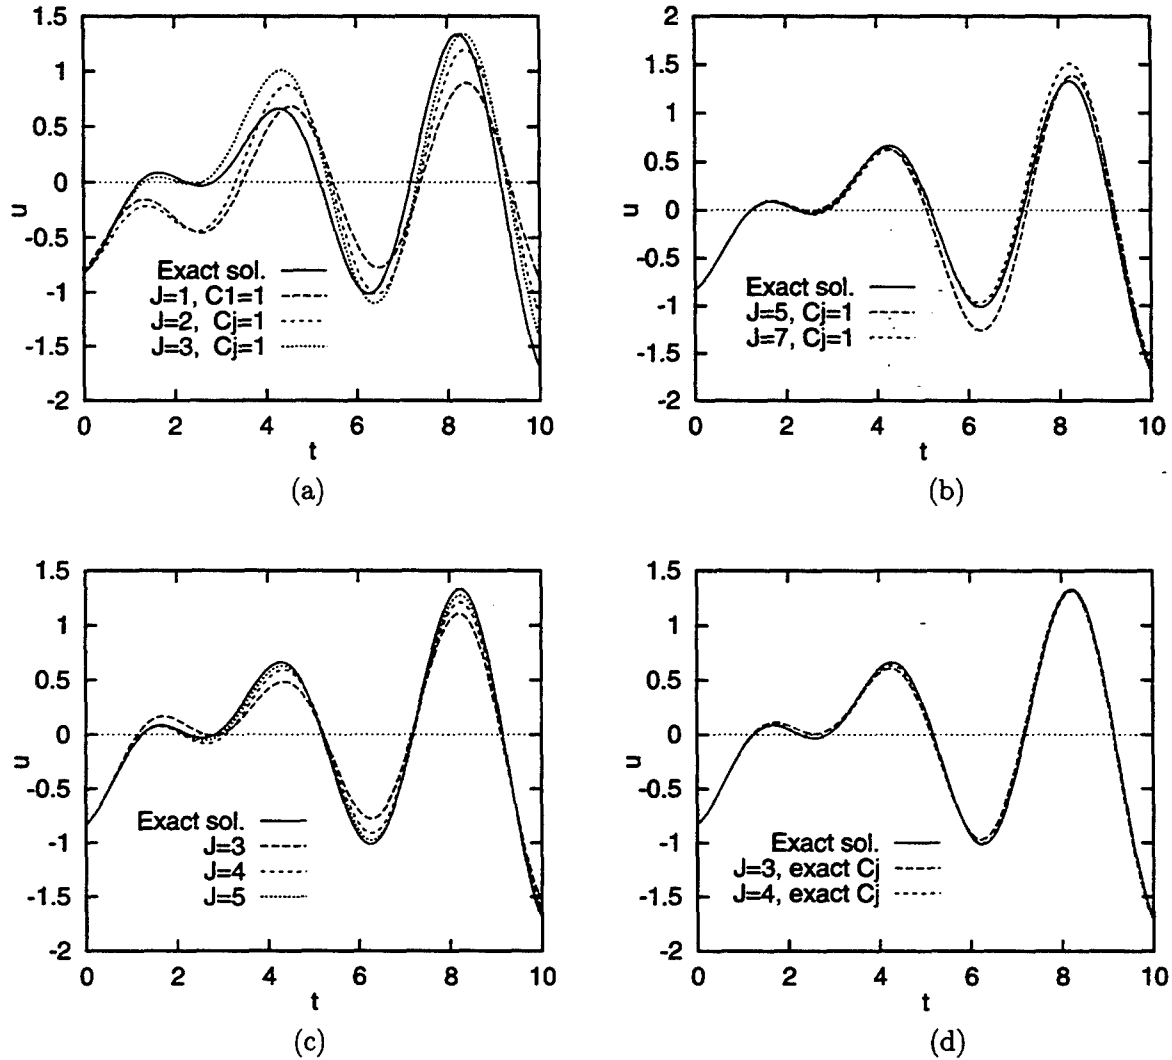 1.5
1
0.5
0
-0.5
-1
-1.5
-2
u
Exact sol.
J=1, C1=1
J=2, Cj=1
J=3, Cj=1
0 2 4 6 8 10
t
(a)
2
1.5
1
0.5
0
-0.5
-1
-1.5
-2
u
Exact sol.
J=5, Cj=1
J=7, Cj=1
0 2 4 6 8 10
t
(b)
1.5
1
0.5
0
-0.5
-1
-1.5
-2
u
Exact sol.
J=3
J=4
J=5
0 2 4 6 8 10
t
(c)
1.5
1
0.5
0
-0.5
-1
-1.5
-2
u
Exact sol.
J=3, exact Cj
J=4, exact Cj
0 2 4 6 8 10
t
(d)